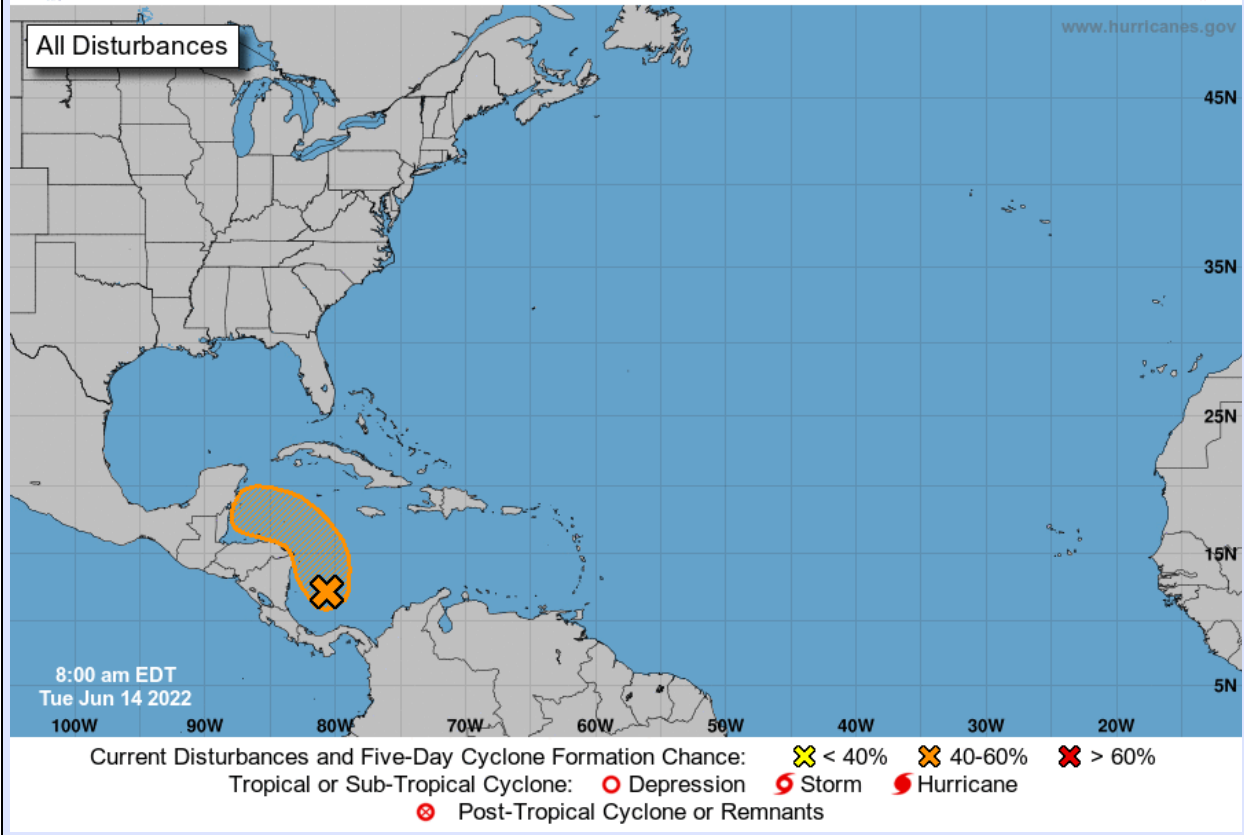 All Disturbances
www.hurricanes.gov
45N
35N
25N
15N
5N
8:00 am EDT
Tue Jun 14 2022
100W 90W 80W 70W 60W 50W 40W 30W 20W
Current Disturbances and Five-Day Cyclone Formation Chance: < 40% 40-60% > 60%
Tropical or Sub-Tropical Cyclone: Depression Storm Hurricane
Post-Tropical Cyclone or Remnants